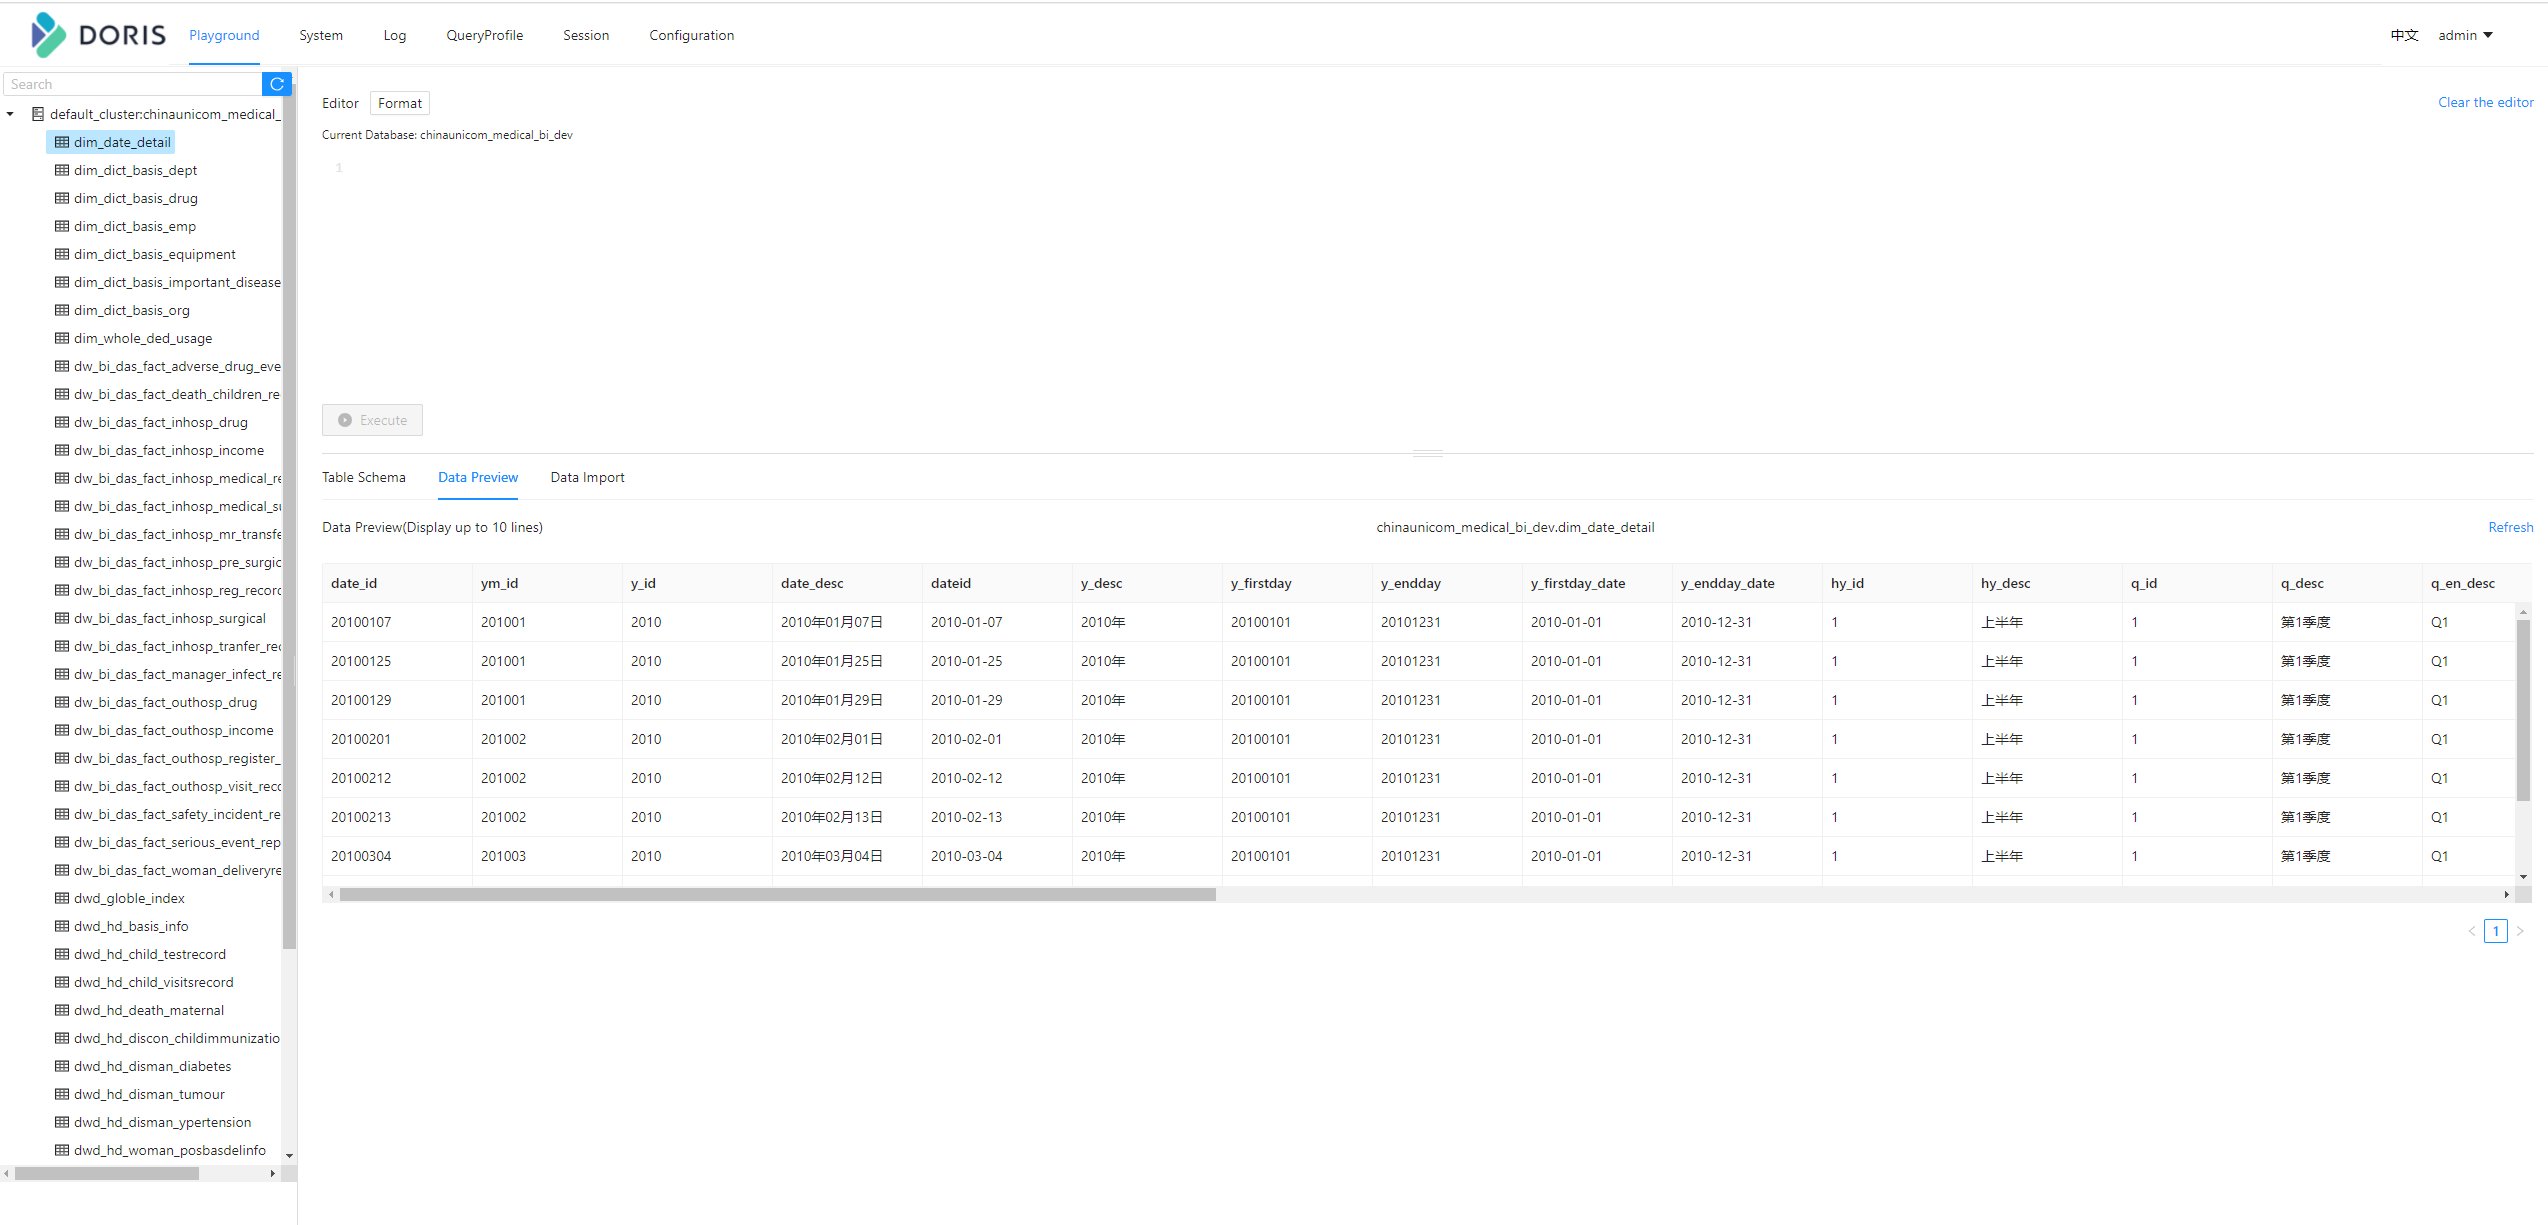 DORIS Playground System Log QueryProfile Session Configuration 中文 admin
Search
default_cluster:chinaunicom_medical_
dim_date_detail
dim_dict_basis_dept
dim_dict_basis_drug
dim_dict_basis_emp
dim_dict_basis_equipment
dim_dict_basis_important_disease
dim_dict_basis_org
dim_whole_ded_usage
dw_bi_das_fact_adverse_drug_eve
dw_bi_das_fact_death_children_re
dw_bi_das_fact_inhosp_drug
dw_bi_das_fact_inhosp_income
dw_bi_das_fact_inhosp_medical_re
dw_bi_das_fact_inhosp_medical_su
dw_bi_das_fact_inhosp_mr_transfe
dw_bi_das_fact_inhosp_pre_surgic
dw_bi_das_fact_inhosp_reg_record
dw_bi_das_fact_inhosp_surgical
dw_bi_das_fact_inhosp_tranfer_rec
dw_bi_das_fact_manager_infect_re
dw_bi_das_fact_outhosp_drug
dw_bi_das_fact_outhosp_income
dw_bi_das_fact_outhosp_register_
dw_bi_das_fact_outhosp_visit_reco
dw_bi_das_fact_safety_incident_re
dw_bi_das_fact_serious_event_rep
dw_bi_das_fact_woman_deliveryre
dwd_globle_index
dwd_hd_basis_info
dwd_hd_child_testrecord
dwd_hd_child_visitsrecord
dwd_hd_death_maternal
dwd_hd_discon_childimmunizatio
dwd_hd_disman_diabetes
dwd_hd_disman_tumour
dwd_hd_disman_ypertension
dwd_hd_woman_posbasdelinfo
Editor Format Clear the editor
Current Database: chinaunicom_medical_bi_dev
1
Execute
Table Schema Data Preview Data Import
Data Preview(Display up to 10 lines) chinaunicom_medical_bi_dev.dim_date_detail Refresh
date_id ym_id y_id date_desc dateid y_desc y_firstday y_endday y_firstday_date y_endday_date hy_id hy_desc q_id q_desc q_en_desc
20100107 201001 2010 2010年01月07日 2010-01-07 2010年 20100101 20101231 2010-01-01 2010-12-31 1 上半年 1 第1季度 Q1
20100125 201001 2010 2010年01月25日 2010-01-25 2010年 20100101 20101231 2010-01-01 2010-12-31 1 上半年 1 第1季度 Q1
20100129 201001 2010 2010年01月29日 2010-01-29 2010年 20100101 20101231 2010-01-01 2010-12-31 1 上半年 1 第1季度 Q1
20100201 201002 2010 2010年02月01日 2010-02-01 2010年 20100101 20101231 2010-01-01 2010-12-31 1 上半年 1 第1季度 Q1
20100212 201002 2010 2010年02月12日 2010-02-12 2010年 20100101 20101231 2010-01-01 2010-12-31 1 上半年 1 第1季度 Q1
20100213 201002 2010 2010年02月13日 2010-02-13 2010年 20100101 20101231 2010-01-01 2010-12-31 1 上半年 1 第1季度 Q1
20100304 201003 2010 2010年03月04日 2010-03-04 2010年 20100101 20101231 2010-01-01 2010-12-31 1 上半年 1 第1季度 Q1
1